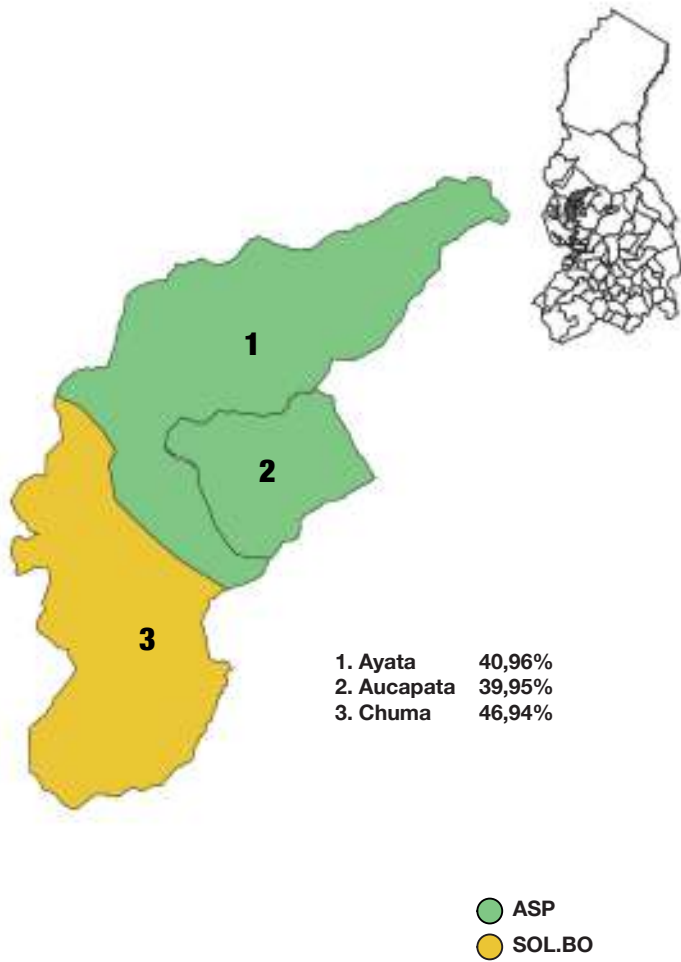 1
2
3
1. Ayata 40,96%
2. Aucapata 39,95%
3. Chuma 46,94%
ASP
SOL.BO